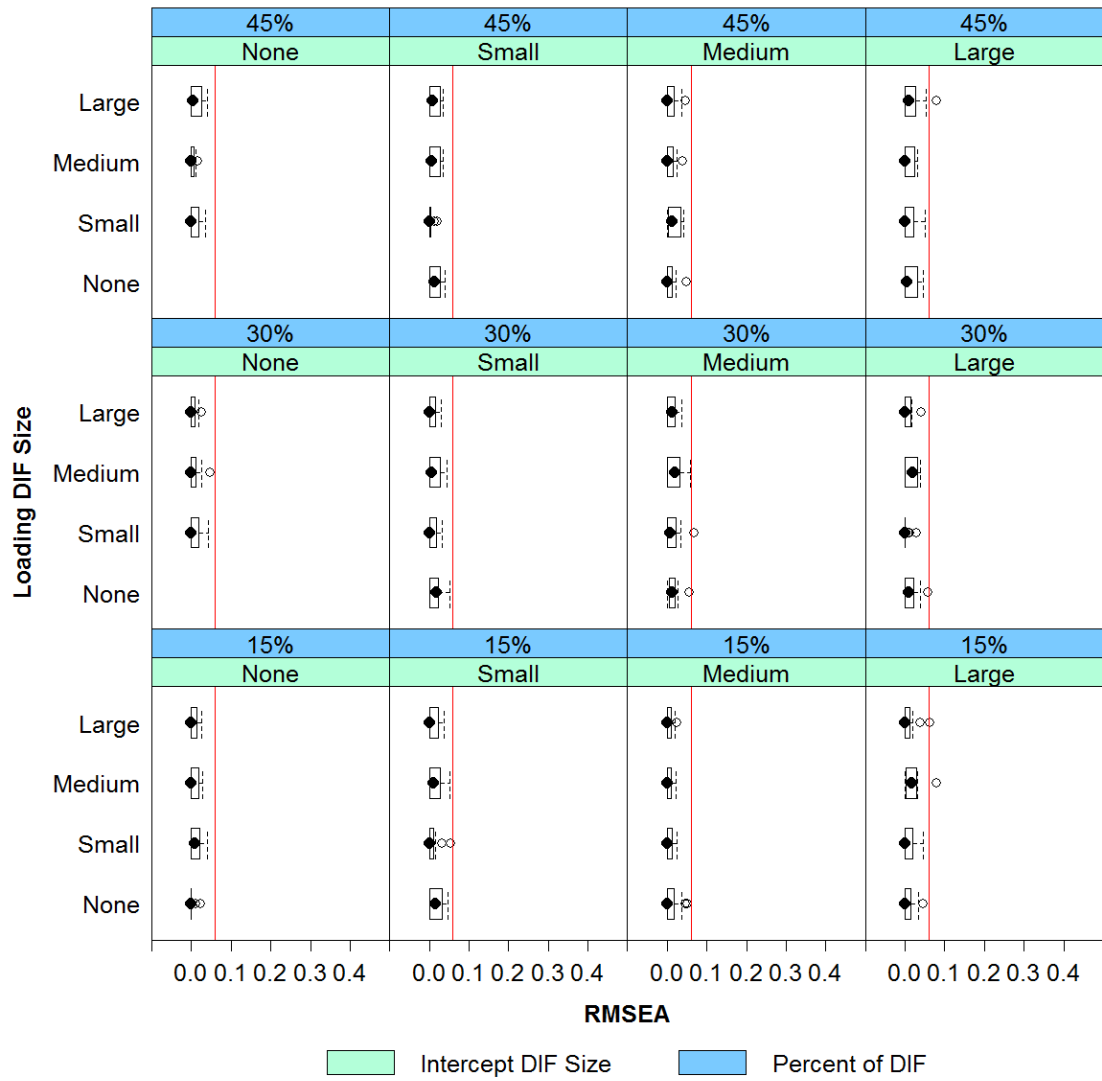 45% 45% 45% 45%
None Small Medium Large
Large
Medium
Small
None
30% 30% 30% 30%
None Small Medium Large
Large
Medium
Small
None
15% 15% 15% 15%
None Small Medium Large
Large
Medium
Small
None
Loading DIF Size
0.0 0.1 0.2 0.3 0.4 0.0 0.1 0.2 0.3 0.4 0.0 0.1 0.2 0.3 0.4 0.0 0.1 0.2 0.3 0.4
RMSEA
Intercept DIF Size Percent of DIF